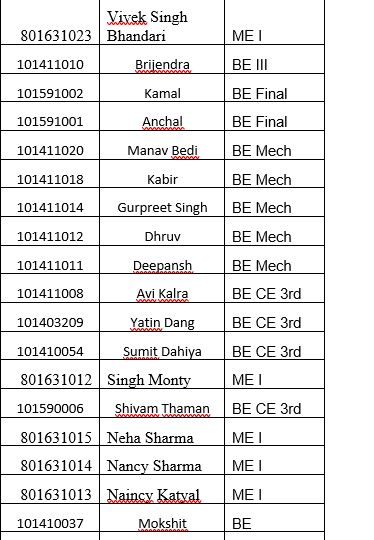 801631023 Vivek Singh Bhandari ME I
101411010 Brijendra BE III
101591002 Kamal BE Final
101591001 Anchal BE Final
101411020 Manav Bedi BE Mech
101411018 Kabir BE Mech
101411014 Gurpreet Singh BE Mech
101411012 Dhruv BE Mech
101411011 Deepansh BE Mech
101411008 Avi Kalra BE CE 3rd
101403209 Yatin Dang BE CE 3rd
101410054 Sumit Dahiya BE CE 3rd
801631012 Singh Monty ME I
101590006 Shivam Thaman BE CE 3rd
801631015 Neha Sharma ME I
801631014 Nancy Sharma ME I
801631013 Naincy Katyal ME I
101410037 Mokshit BE